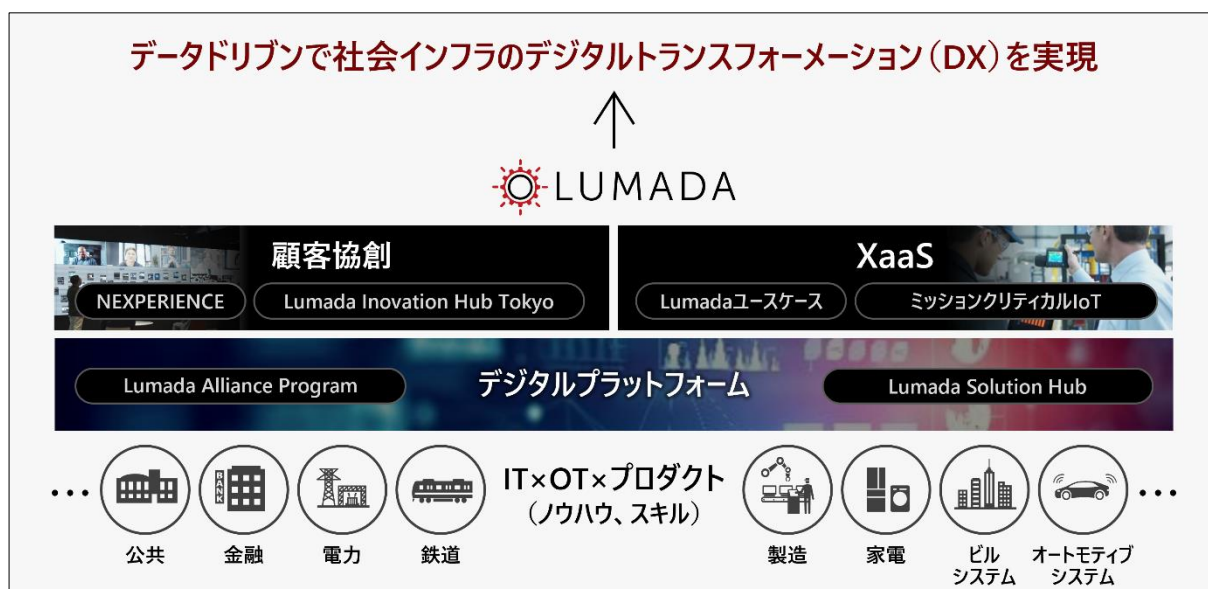 データドリブンで社会インフラのデジタルトランスフォーメーション（DX）を実現
LUMADA
顧客協創
NEXPERIENCE
Lumada Inovation Hub Tokyo
XaaS
Lumadaユースケース
ミッションクリティカルIoT
Lumada Alliance Program
デジタルプラットフォーム
Lumada Solution Hub
IT×OT×プロダクト
（ノウハウ、スキル）
BANK
公共
金融
電力
鉄道
製造
家電
ビル
システム
オートモティブ
システム